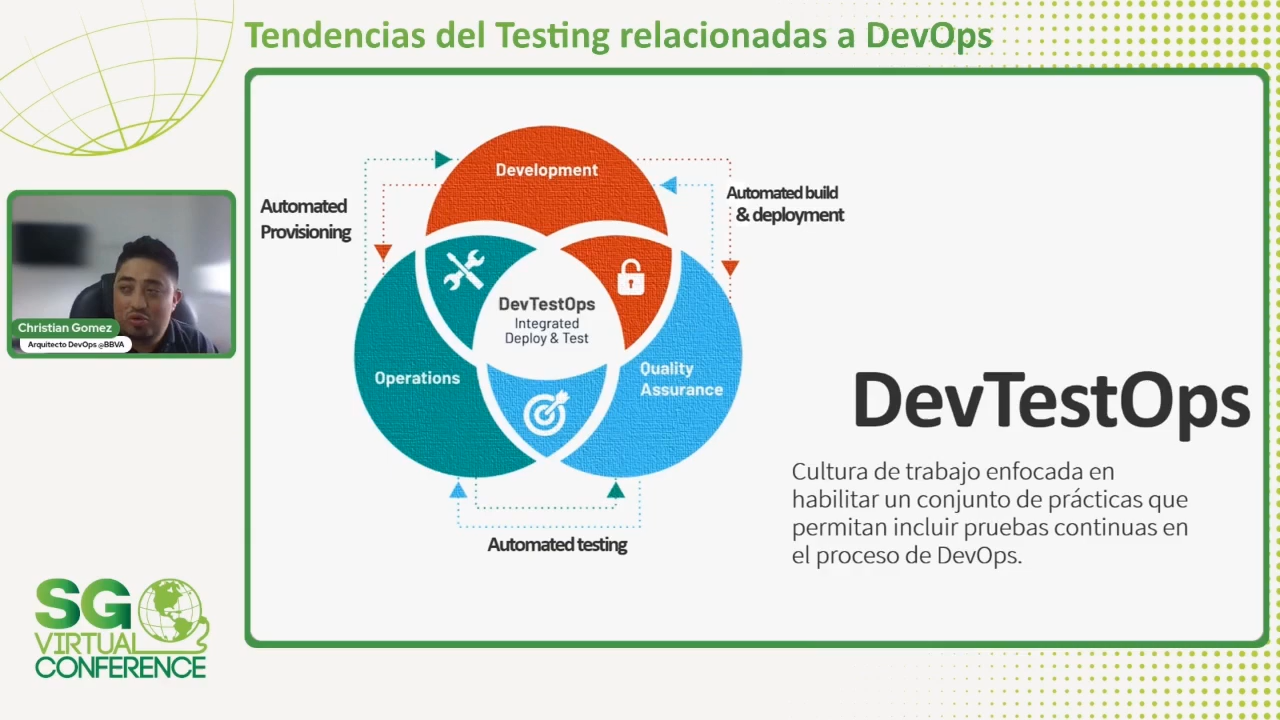 Tendencias del Testing relacionadas a DevOps
Christian Gomez
Arquitecto DevOps @BBVA
SG
VIRTUAL
CONFERENCE
Automated
Provisioning
Development
Automated build
& deployment
DevTestOps
Integrated
Deploy & Test
Operations
Quality
Assurance
Automated testing
DevTestOps
Cultura de trabajo enfocada en
habilitar un conjunto de prácticas que
permitan incluir pruebas continuas en
el proceso de DevOps.